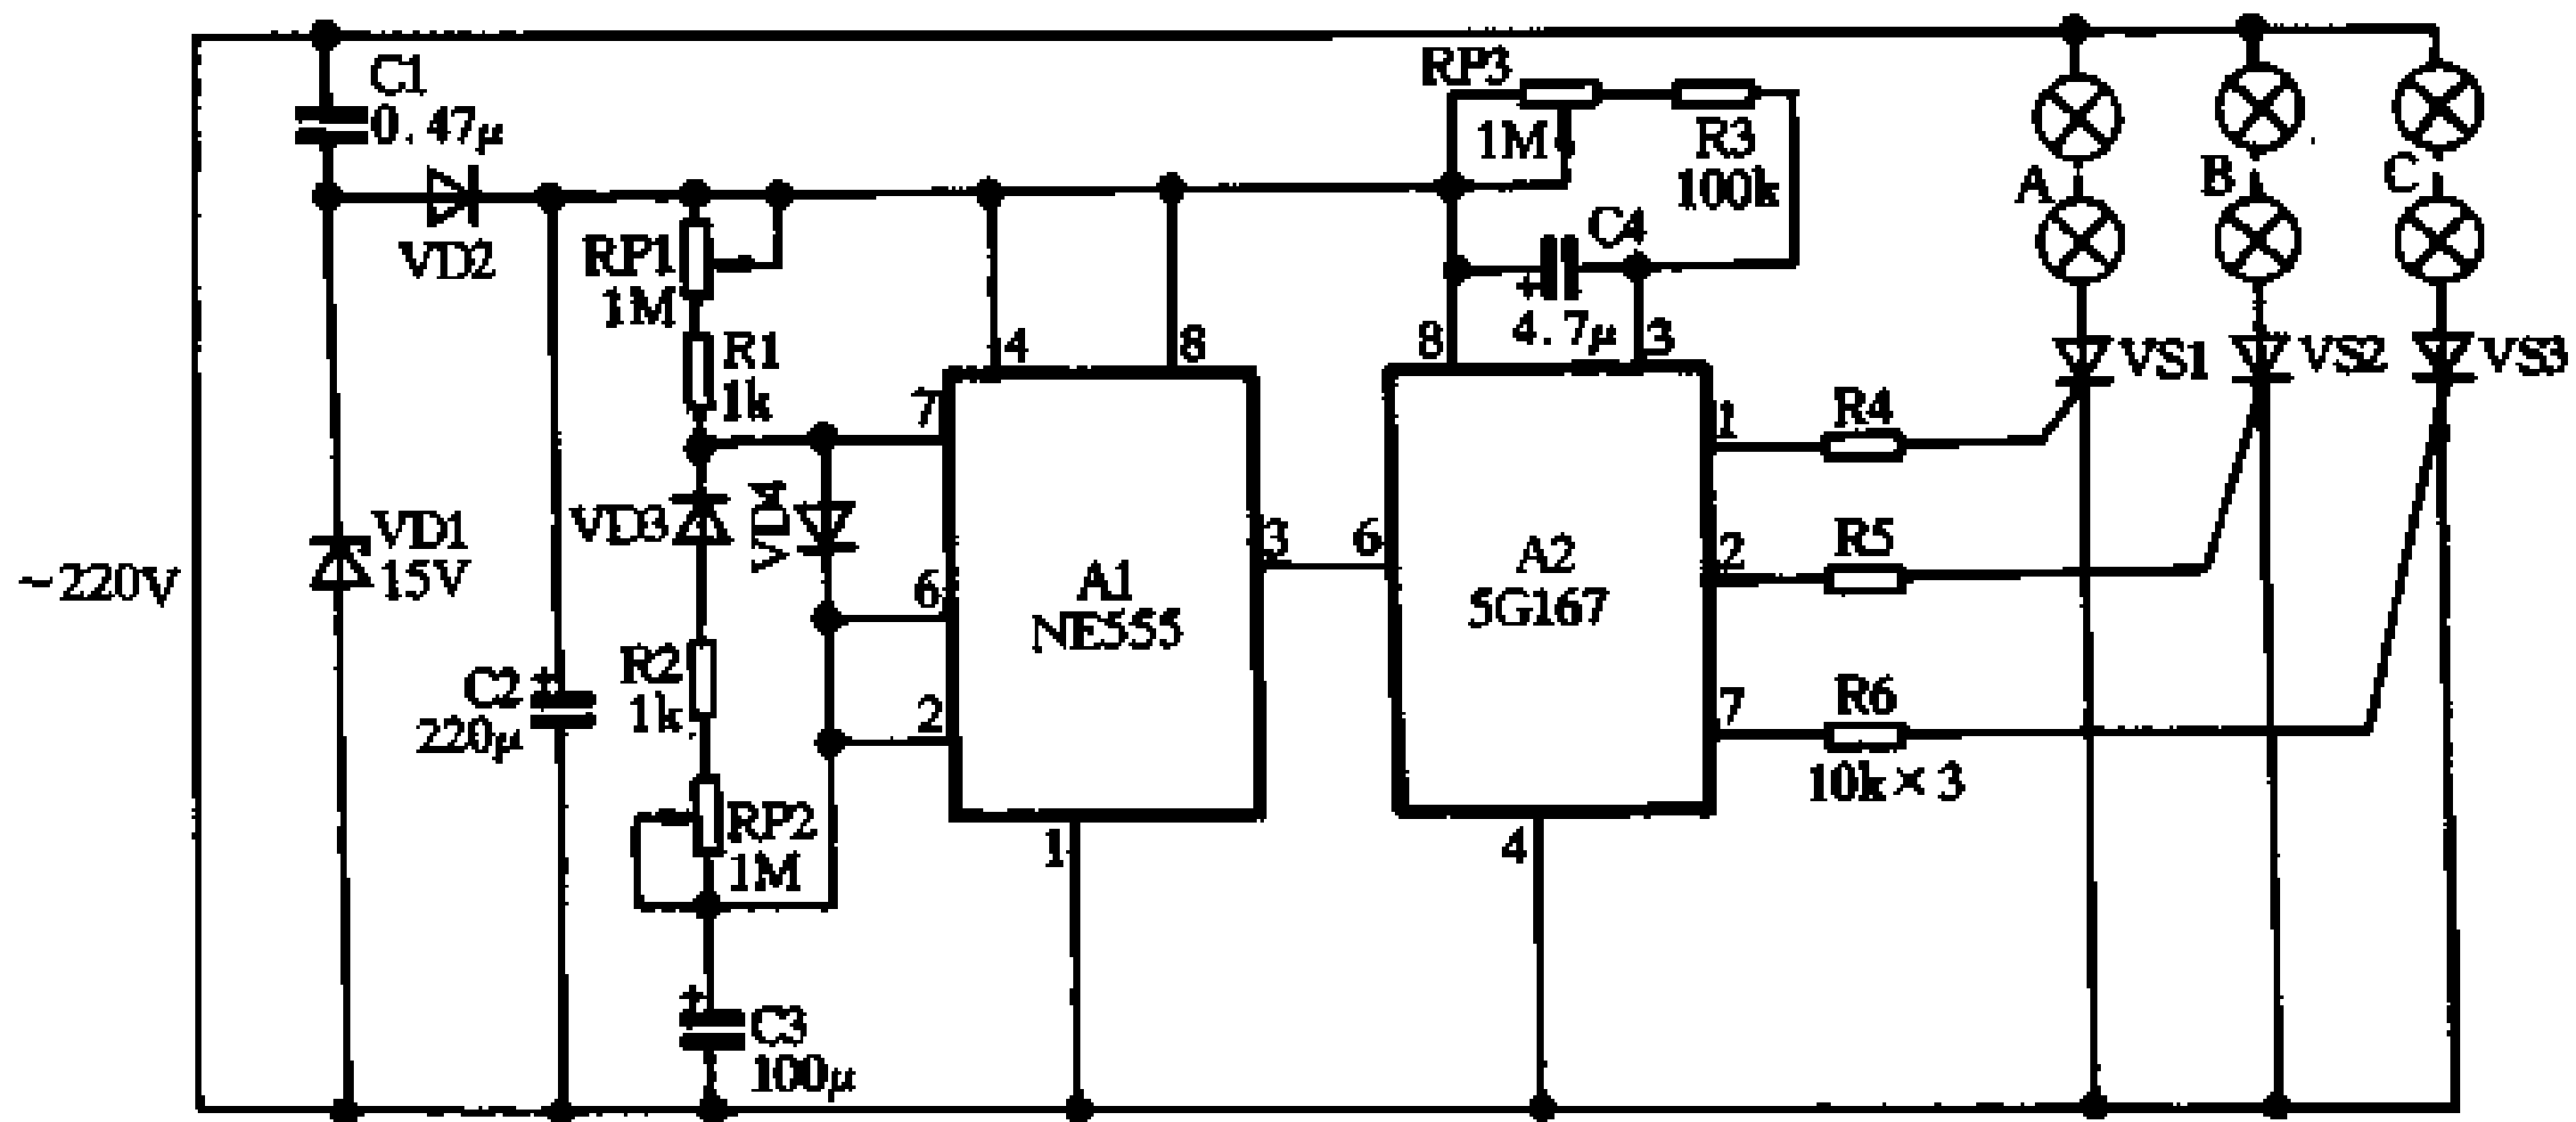 C1
0.47μ
VD2
RP1
1M
R1
1k
VD3
VD4
VD1
15V
~220V
R2
1k
C2
+
220μ
RP2
1M
+
C3
100μ
4
8
7
6
2
3
1
A1
NE555
RP3
1M
R3
100k
C4
+
4.7μ
8
3
6
1
2
7
4
A2
5G167
R4
R5
R6
10k×3
A
B
C
VS1
VS2
VS3